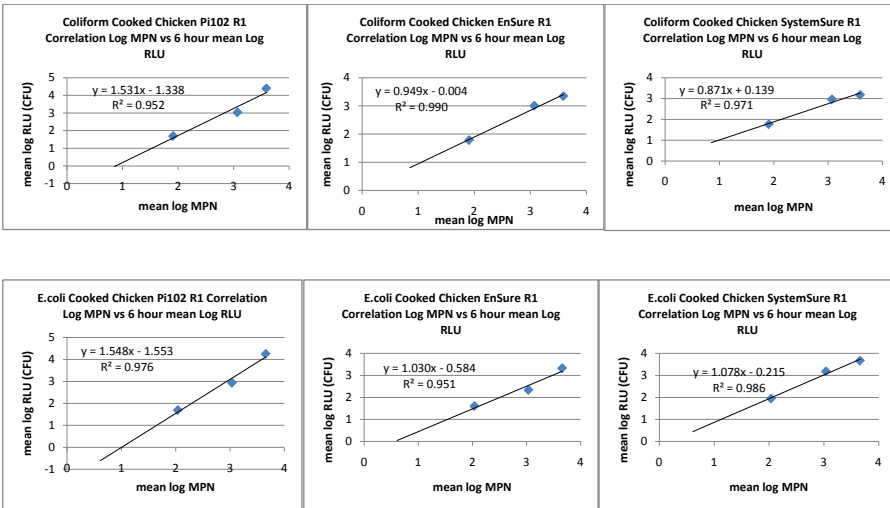 Coliform Cooked Chicken Pi102 R1
Correlation Log MPN vs 6 hour mean Log
RLU
y = 1.531x - 1.338
R² = 0.952
mean log RLU (CFU)
5
4
3
2
1
0
-1
0 1 2 3 4
mean log MPN
Coliform Cooked Chicken EnSure R1
Correlation Log MPN vs 6 hour mean Log
RLU
y = 0.949x - 0.004
R² = 0.990
mean log RLU (CFU)
4
3
2
1
0
0 1 2 3 4
mean log MPN
Coliform Cooked Chicken SystemSure R1
Correlation Log MPN vs 6 hour mean Log
RLU
y = 0.871x + 0.139
R² = 0.971
mean log RLU (CFU)
4
3
2
1
0
0 1 2 3 4
mean log MPN
E.coli Cooked Chicken Pi102 R1 Correlation
Log MPN vs 6 hour mean Log RLU
y = 1.548x - 1.553
R² = 0.976
mean log RLU (CFU)
5
4
3
2
1
0
-1
0 1 2 3 4
mean log MPN
E.coli Cooked Chicken EnSure R1
Correlation Log MPN vs 6 hour mean Log
RLU
y = 1.030x - 0.584
R² = 0.951
mean log RLU (CFU)
4
3
2
1
0
0 1 2 3 4
mean log MPN
E.coli Cooked Chicken SystemSure R1
Correlation Log MPN vs 6 hour mean Log
RLU
y = 1.078x - 0.215
R² = 0.986
mean log RLU (CFU)
4
3
2
1
0
0 1 2 3 4
mean log MPN